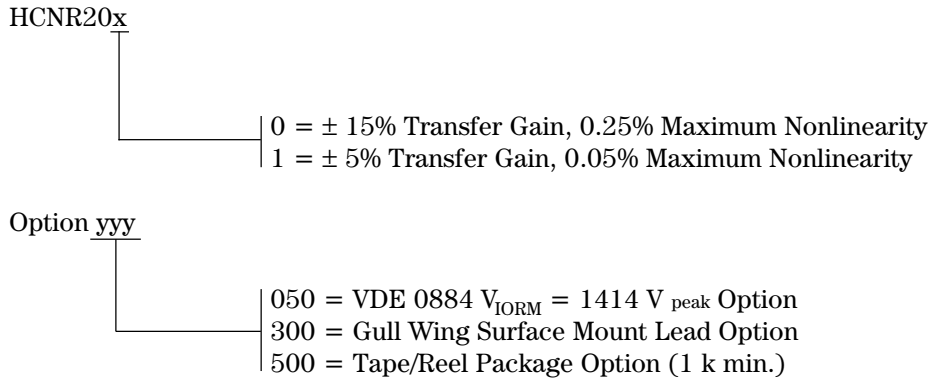 HCNR20x
0 = ± 15% Transfer Gain, 0.25% Maximum Nonlinearity
1 = ± 5% Transfer Gain, 0.05% Maximum Nonlinearity
Option yyy
050 = VDE 0884 VIORM = 1414 V peak Option
300 = Gull Wing Surface Mount Lead Option
500 = Tape/Reel Package Option (1 k min.)